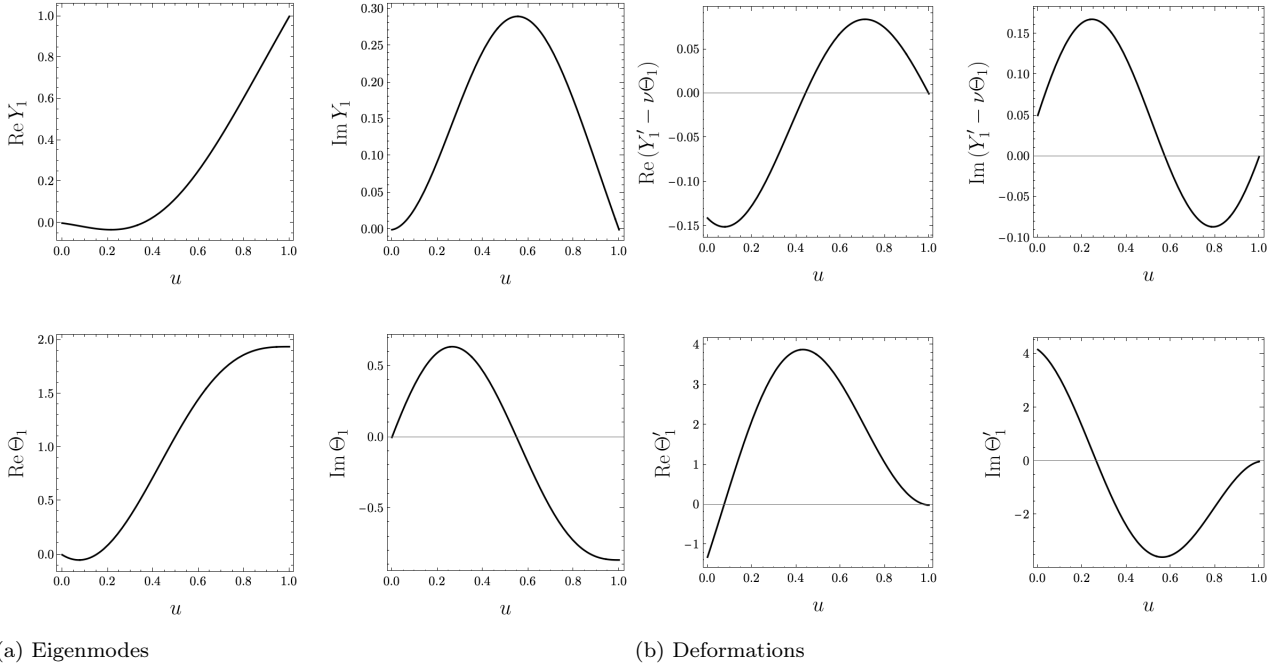 Re Y₁
1.0
0.8
0.6
0.4
0.2
0.0
0.0 0.2 0.4 0.6 0.8 1.0
u
Im Y₁
0.30
0.25
0.20
0.15
0.10
0.05
0.00
0.0 0.2 0.4 0.6 0.8 1.0
u
Re (Y₁′ − νΘ₁)
0.05
0.00
−0.05
−0.10
−0.15
0.0 0.2 0.4 0.6 0.8 1.0
u
Im (Y₁′ − νΘ₁)
0.15
0.10
0.05
0.00
−0.05
−0.10
0.0 0.2 0.4 0.6 0.8 1.0
u
Re Θ₁
2.0
1.5
1.0
0.5
0.0
0.0 0.2 0.4 0.6 0.8 1.0
u
Im Θ₁
0.5
0.0
−0.5
0.0 0.2 0.4 0.6 0.8 1.0
u
Re Θ₁′
4
3
2
1
0
−1
0.0 0.2 0.4 0.6 0.8 1.0
u
Im Θ₁′
4
2
0
−2
0.0 0.2 0.4 0.6 0.8 1.0
u
a) Eigenmodes
(b) Deformations